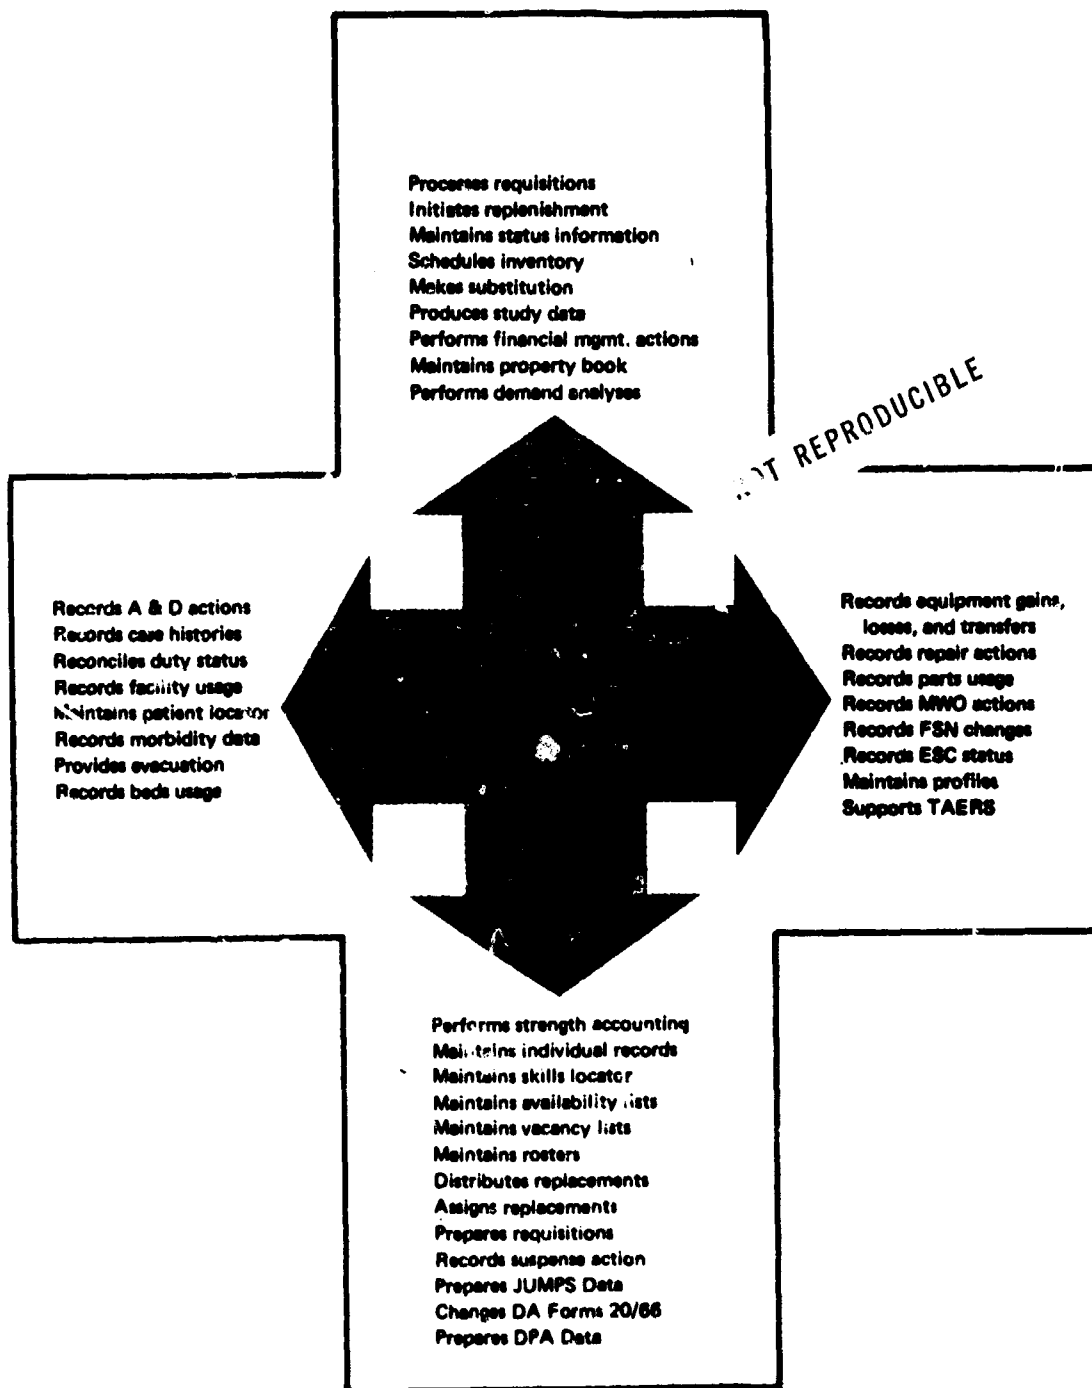 Processes requisitions
Initiates replenishment
Maintains status information
Schedules inventory
Makes substitution
Produces study data
Performs financial mgmt. actions
Maintains property book
Performs demand analyses
NOT REPRODUCIBLE
Records A & D actions
Records case histories
Reconciles duty status
Records facility usage
Maintains patient locator
Records morbidity data
Provides evacuation
Records beds usage
Records equipment gains,
losses, and transfers
Records repair actions
Records parts usage
Records MWO actions
Records FSN changes
Records ESC status
Maintains profiles
Supports TAERS
Performs strength accounting
Maintains individual records
Maintains skills locator
Maintains availability lists
Maintains vacancy lists
Maintains rosters
Distributes replacements
Assigns replacements
Prepares requisitions
Records suspense action
Prepares JUMPS Data
Changes DA Forms 20/66
Prepares DPA Data